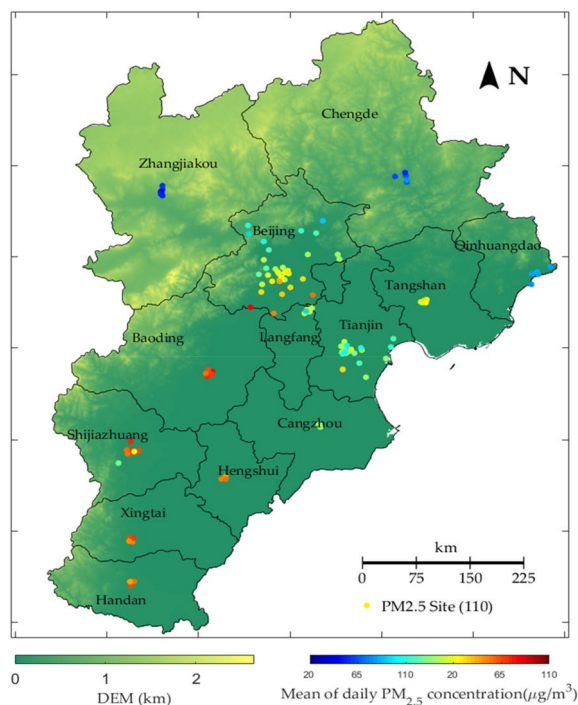 N
Chengde
Zhangjiakou
Beijing
Qinhuangdao
Tangshan
Baoding
Langfang
Tianjin
Cangzhou
Shijiazhuang
Hengshui
Xingtai
Handan
km
0 75 150 225
PM2.5 Site (110)
0 1 2
DEM (km)
20 65 110 20 65 110
Mean of daily PM2.5 concentration(μg/m3)